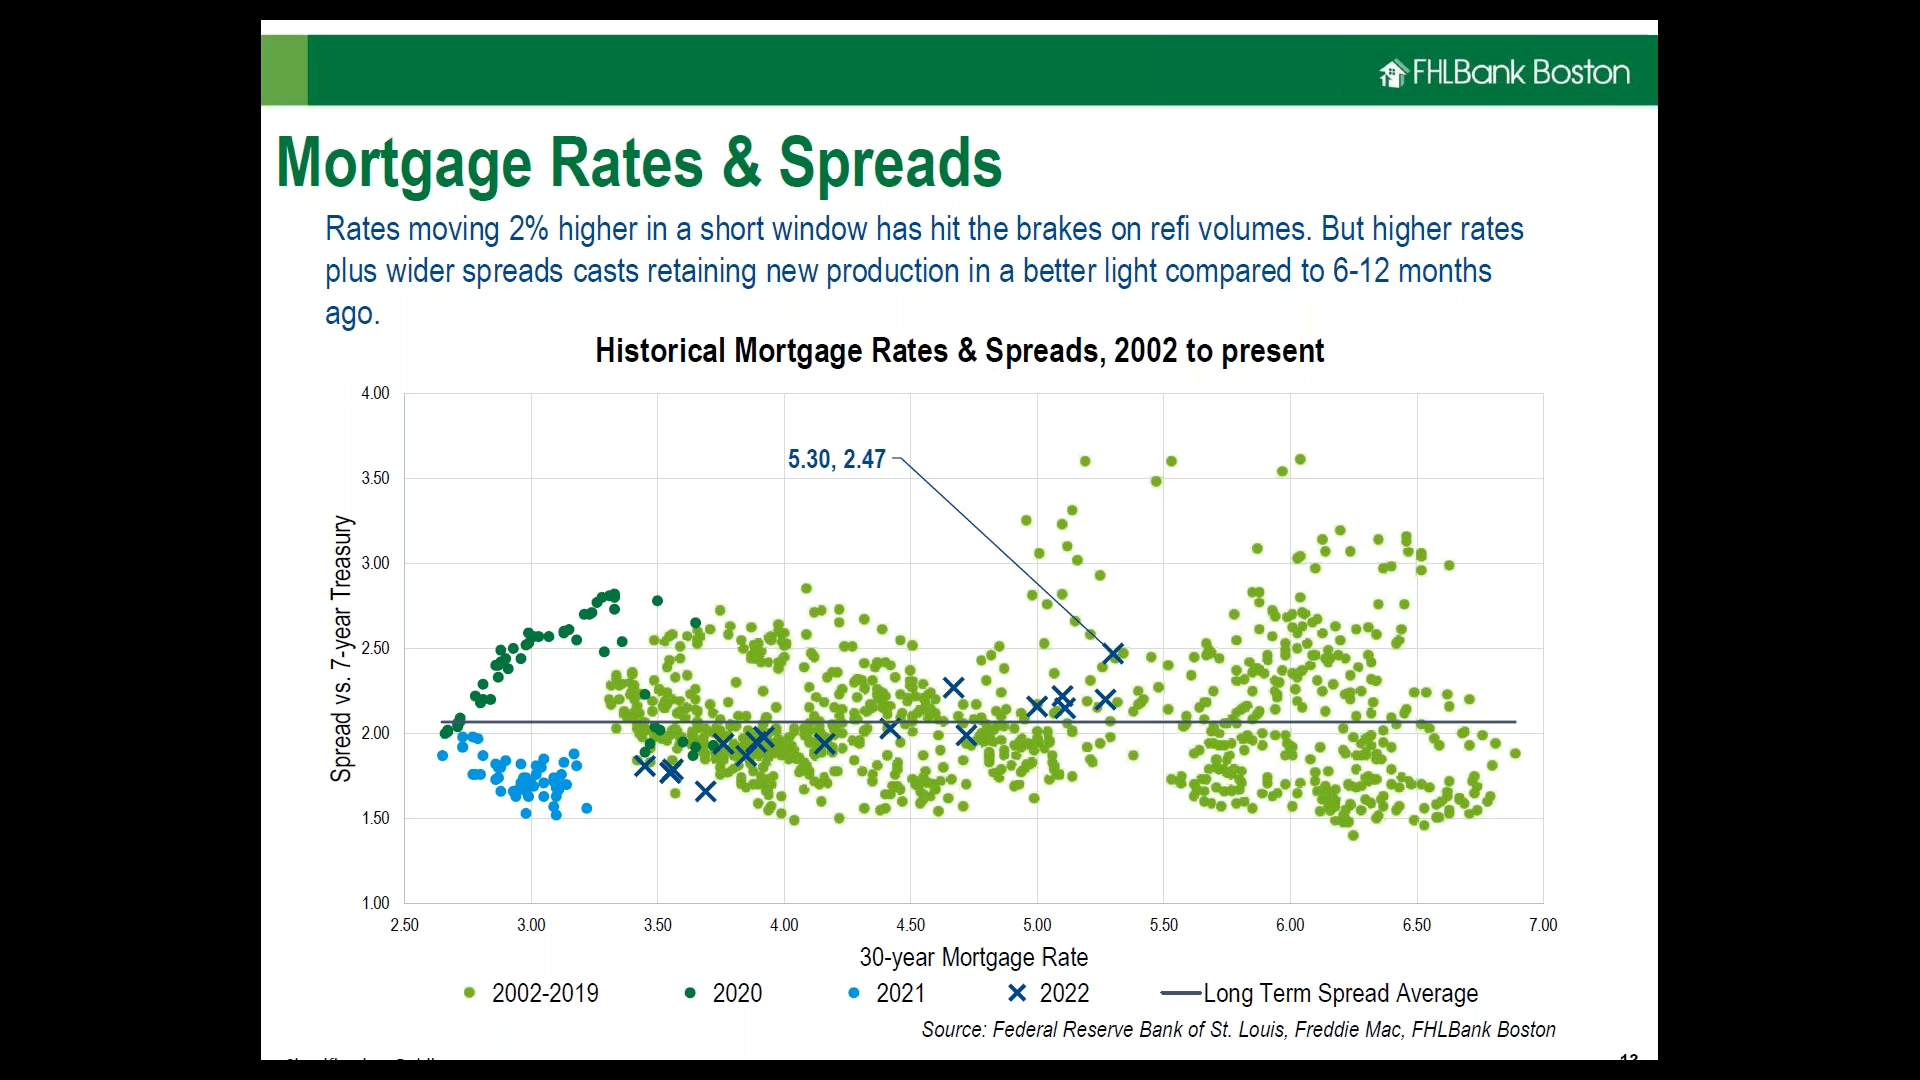 FHLBank Boston
Mortgage Rates & Spreads
Rates moving 2% higher in a short window has hit the brakes on refi volumes. But higher rates
plus wider spreads casts retaining new production in a better light compared to 6-12 months
ago.
Historical Mortgage Rates & Spreads, 2002 to present
4.00
5.30, 2.47
3.50
3.00
2.50
2.00
1.50
1.00
Spread vs. 7-year Treasury
2.50 3.00 3.50 4.00 4.50 5.00 5.50 6.00 6.50 7.00
30-year Mortgage Rate
2002-2019 2020 2021 2022 Long Term Spread Average
Source: Federal Reserve Bank of St. Louis, Freddie Mac, FHLBank Boston